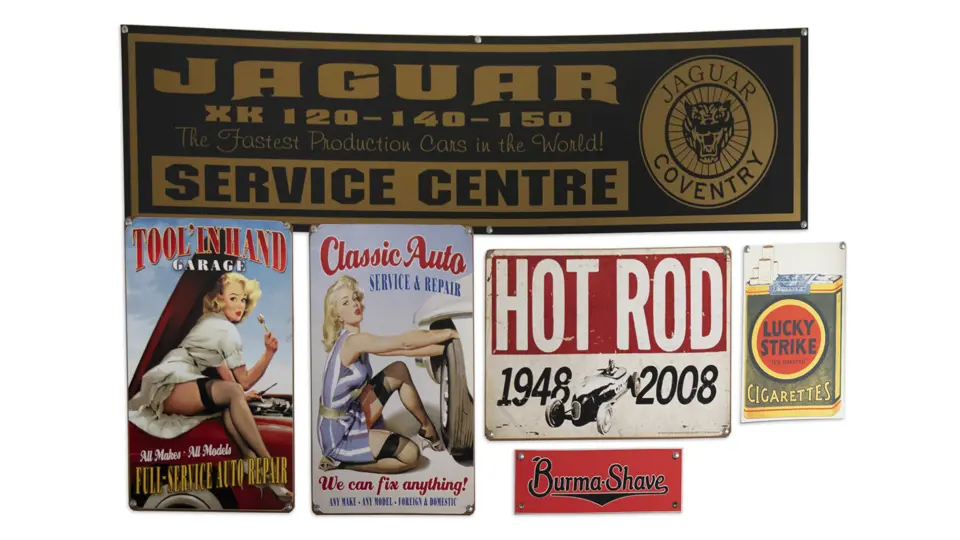 JAGUAR
XK 120-140-150
The Fastest Production Cars in the World!
SERVICE CENTRE
JAGUAR
COVENTRY
TOOL' IN HAND
GARAGE
All Makes · All Models
FULL-SERVICE AUTO REPAIR
Classic Auto
SERVICE & REPAIR
We can fix anything!
ANY MAKE · ANY MODEL · FOREIGN & DOMESTIC
HOT ROD
1948 2008
LUCKY
STRIKE
"IT'S TOASTED"
CIGARETTES
Burma-Shave